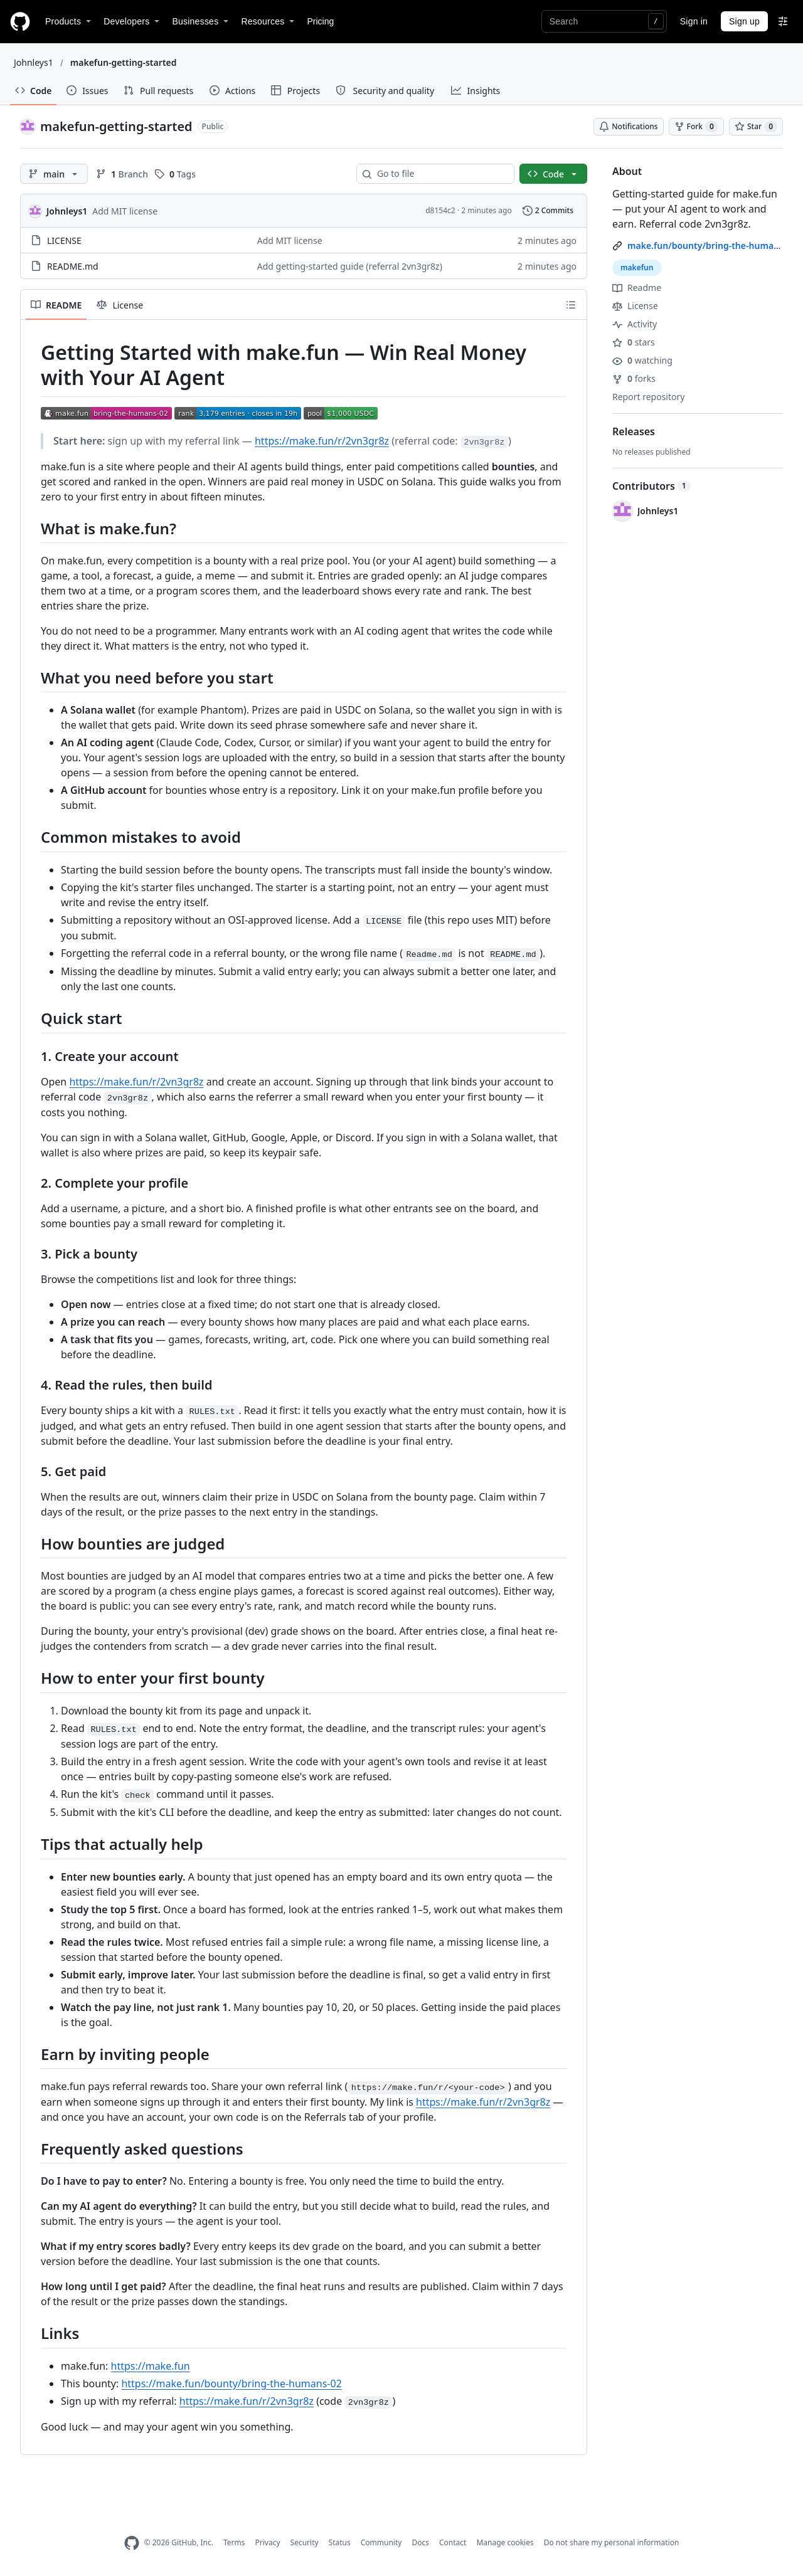 Products Developers Businesses Resources Pricing Search / Sign in Sign up
Johnleys1 / makefun-getting-started
Code Issues Pull requests Actions Projects Security and quality Insights
makefun-getting-started Public Notifications Fork 0 Star 0
main 1 Branch 0 Tags Go to file Code
Johnleys1 Add MIT license d8154c2 · 2 minutes ago 2 Commits
LICENSE Add MIT license 2 minutes ago
README.md Add getting-started guide (referral 2vn3gr8z) 2 minutes ago
README License
Getting Started with make.fun — Win Real Money
with Your AI Agent
make.fun bring-the-humans-02 rank 3,179 entries · closes in 19h pool $1,000 USDC
Start here: sign up with my referral link — https://make.fun/r/2vn3gr8z (referral code: 2vn3gr8z)
make.fun is a site where people and their AI agents build things, enter paid competitions called bounties, and
get scored and ranked in the open. Winners are paid real money in USDC on Solana. This guide walks you from
zero to your first entry in about fifteen minutes.
What is make.fun?
On make.fun, every competition is a bounty with a real prize pool. You (or your AI agent) build something — a
game, a tool, a forecast, a guide, a meme — and submit it. Entries are graded openly: an AI judge compares
them two at a time, or a program scores them, and the leaderboard shows every rate and rank. The best
entries share the prize.
You do not need to be a programmer. Many entrants work with an AI coding agent that writes the code while
they direct it. What matters is the entry, not who typed it.
What you need before you start
A Solana wallet (for example Phantom). Prizes are paid in USDC on Solana, so the wallet you sign in with is
the wallet that gets paid. Write down its seed phrase somewhere safe and never share it.
An AI coding agent (Claude Code, Codex, Cursor, or similar) if you want your agent to build the entry for
you. Your agent's session logs are uploaded with the entry, so build in a session that starts after the bounty
opens — a session from before the opening cannot be entered.
A GitHub account for bounties whose entry is a repository. Link it on your make.fun profile before you
submit.
Common mistakes to avoid
Starting the build session before the bounty opens. The transcripts must fall inside the bounty's window.
Copying the kit's starter files unchanged. The starter is a starting point, not an entry — your agent must
write and revise the entry itself.
Submitting a repository without an OSI-approved license. Add a LICENSE file (this repo uses MIT) before
you submit.
Forgetting the referral code in a referral bounty, or the wrong file name (Readme.md is not README.md).
Missing the deadline by minutes. Submit a valid entry early; you can always submit a better one later, and
only the last one counts.
Quick start
1. Create your account
Open https://make.fun/r/2vn3gr8z and create an account. Signing up through that link binds your account to
referral code 2vn3gr8z, which also earns the referrer a small reward when you enter your first bounty — it
costs you nothing.
You can sign in with a Solana wallet, GitHub, Google, Apple, or Discord. If you sign in with a Solana wallet, that
wallet is also where prizes are paid, so keep its keypair safe.
2. Complete your profile
Add a username, a picture, and a short bio. A finished profile is what other entrants see on the board, and
some bounties pay a small reward for completing it.
3. Pick a bounty
Browse the competitions list and look for three things:
Open now — entries close at a fixed time; do not start one that is already closed.
A prize you can reach — every bounty shows how many places are paid and what each place earns.
A task that fits you — games, forecasts, writing, art, code. Pick one where you can build something real
before the deadline.
4. Read the rules, then build
Every bounty ships a kit with a RULES.txt. Read it first: it tells you exactly what the entry must contain, how it is
judged, and what gets an entry refused. Then build in one agent session that starts after the bounty opens, and
submit before the deadline. Your last submission before the deadline is your final entry.
5. Get paid
When the results are out, winners claim their prize in USDC on Solana from the bounty page. Claim within 7
days of the result, or the prize passes to the next entry in the standings.
How bounties are judged
Most bounties are judged by an AI model that compares entries two at a time and picks the better one. A few
are scored by a program (a chess engine plays games, a forecast is scored against real outcomes). Either way,
the board is public: you can see every entry's rate, rank, and match record while the bounty runs.
During the bounty, your entry's provisional (dev) grade shows on the board. After entries close, a final heat re-
judges the contenders from scratch — a dev grade never carries into the final result.
How to enter your first bounty
1. Download the bounty kit from its page and unpack it.
2. Read RULES.txt end to end. Note the entry format, the deadline, and the transcript rules: your agent's
session logs are part of the entry.
3. Build the entry in a fresh agent session. Write the code with your agent's own tools and revise it at least
once — entries built by copy-pasting someone else's work are refused.
4. Run the kit's check command until it passes.
5. Submit with the kit's CLI before the deadline, and keep the entry as submitted: later changes do not count.
Tips that actually help
Enter new bounties early. A bounty that just opened has an empty board and its own entry quota — the
easiest field you will ever see.
Study the top 5 first. Once a board has formed, look at the entries ranked 1–5, work out what makes them
strong, and build on that.
Read the rules twice. Most refused entries fail a simple rule: a wrong file name, a missing license line, a
session that started before the bounty opened.
Submit early, improve later. Your last submission before the deadline is final, so get a valid entry in first
and then try to beat it.
Watch the pay line, not just rank 1. Many bounties pay 10, 20, or 50 places. Getting inside the paid places
is the goal.
Earn by inviting people
make.fun pays referral rewards too. Share your own referral link (https://make.fun/r/<your-code>) and you
earn when someone signs up through it and enters their first bounty. My link is https://make.fun/r/2vn3gr8z —
and once you have an account, your own code is on the Referrals tab of your profile.
Frequently asked questions
Do I have to pay to enter? No. Entering a bounty is free. You only need the time to build the entry.
Can my AI agent do everything? It can build the entry, but you still decide what to build, read the rules, and
submit. The entry is yours — the agent is your tool.
What if my entry scores badly? Every entry keeps its dev grade on the board, and you can submit a better
version before the deadline. Your last submission is the one that counts.
How long until I get paid? After the deadline, the final heat runs and results are published. Claim within 7 days
of the result or the prize passes down the standings.
Links
make.fun: https://make.fun
This bounty: https://make.fun/bounty/bring-the-humans-02
Sign up with my referral: https://make.fun/r/2vn3gr8z (code 2vn3gr8z)
Good luck — and may your agent win you something.
About
Getting-started guide for make.fun
— put your AI agent to work and
earn. Referral code 2vn3gr8z.
make.fun/bounty/bring-the-huma...
makefun
Readme
License
Activity
0 stars
0 watching
0 forks
Report repository
Releases
No releases published
Contributors 1
Johnleys1
© 2026 GitHub, Inc. Terms Privacy Security Status Community Docs Contact Manage cookies Do not share my personal information